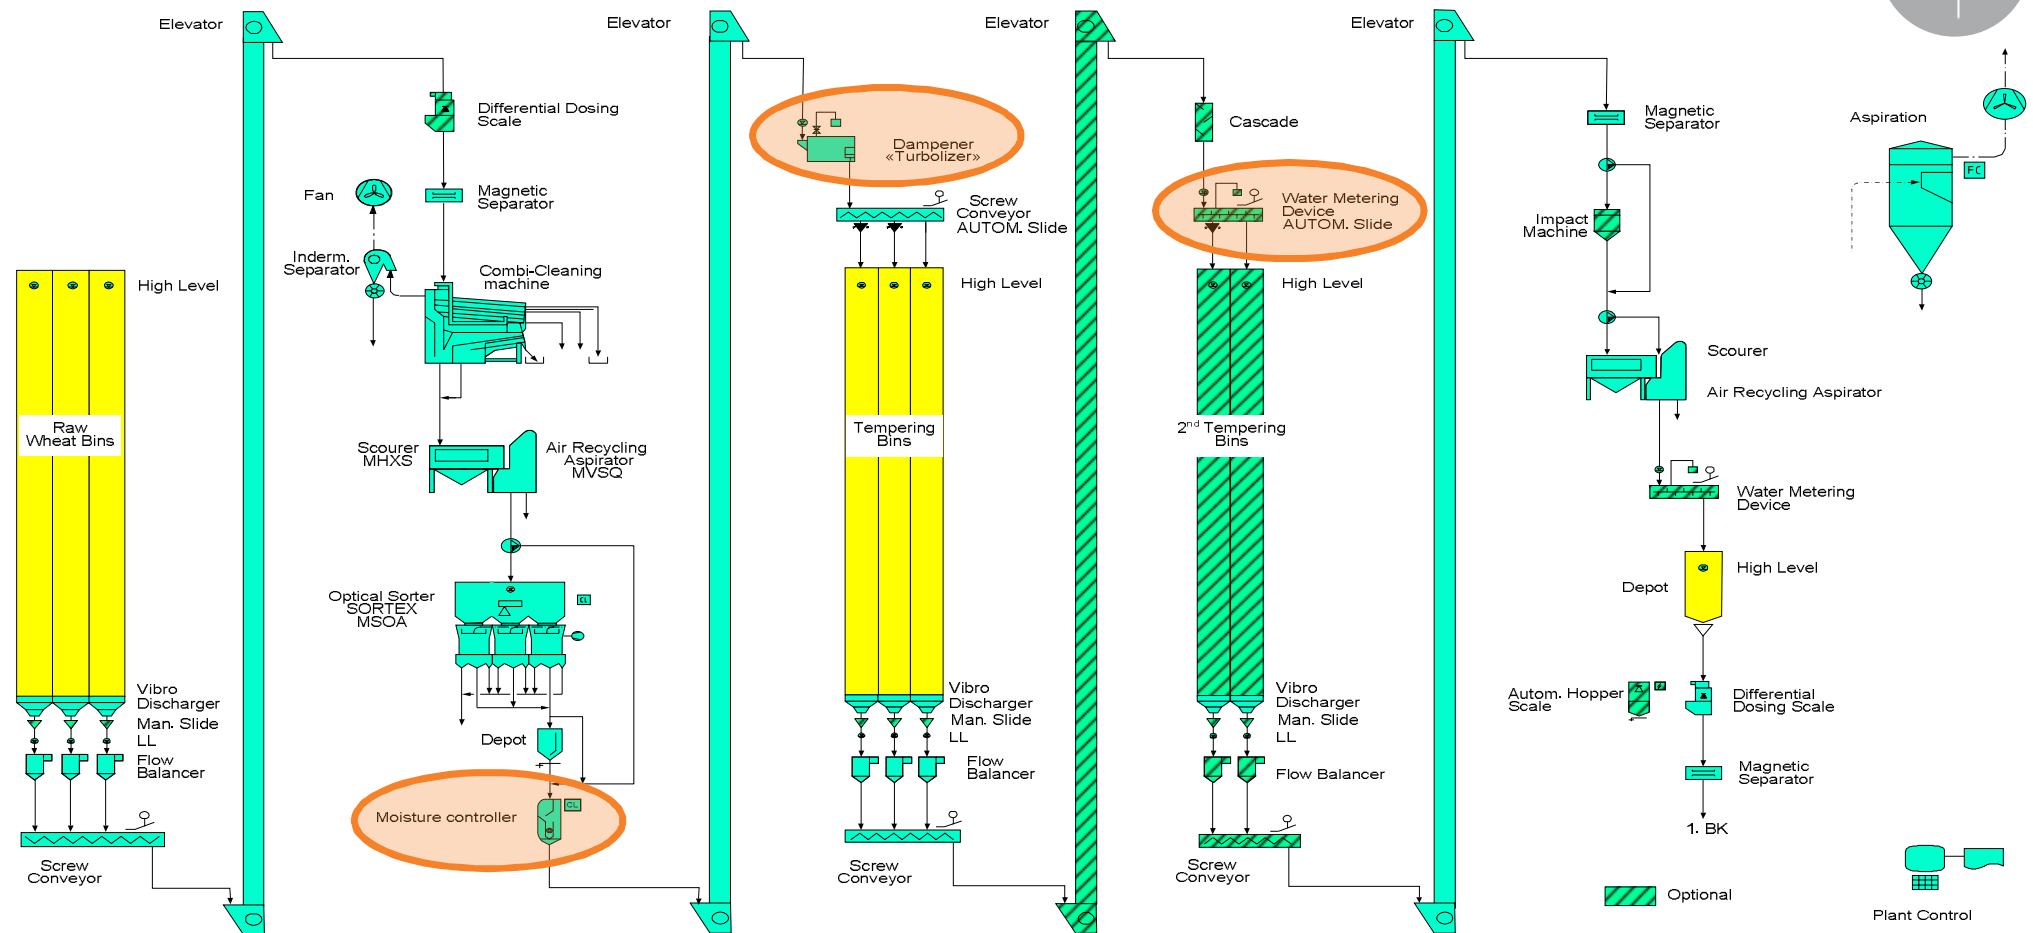 Elevator
Differential Dosing
Scale
Fan
Magnetic
Separator
Inderm.
Separator
Combi-Cleaning
machine
High Level
Raw
Wheat Bins
Scourer
MHXS
Air Recycling
Aspirator
MVSQ
Optical Sorter
SORTEX
MSOA
CL
Vibro
Discharger
Man. Slide
LL
Flow
Balancer
Depot
Moisture controller
CL
Screw
Conveyor
Elevator
Dampener
«Turbolizer»
Screw
Conveyor
AUTOM. Slide
High Level
Tempering
Bins
Vibro
Discharger
Man. Slide
LL
Flow
Balancer
Screw
Conveyor
Elevator
Cascade
Water Metering
Device
AUTOM. Slide
High Level
2nd Tempering
Bins
Vibro
Discharger
Man. Slide
LL
Flow Balancer
Screw
Conveyor
Elevator
Magnetic
Separator
Impact
Machine
Scourer
Air Recycling Aspirator
Water Metering
Device
High Level
Depot
Autom. Hopper
Scale
Differential
Dosing Scale
Magnetic
Separator
1. BK
Optional
Aspiration
FC
Plant Control